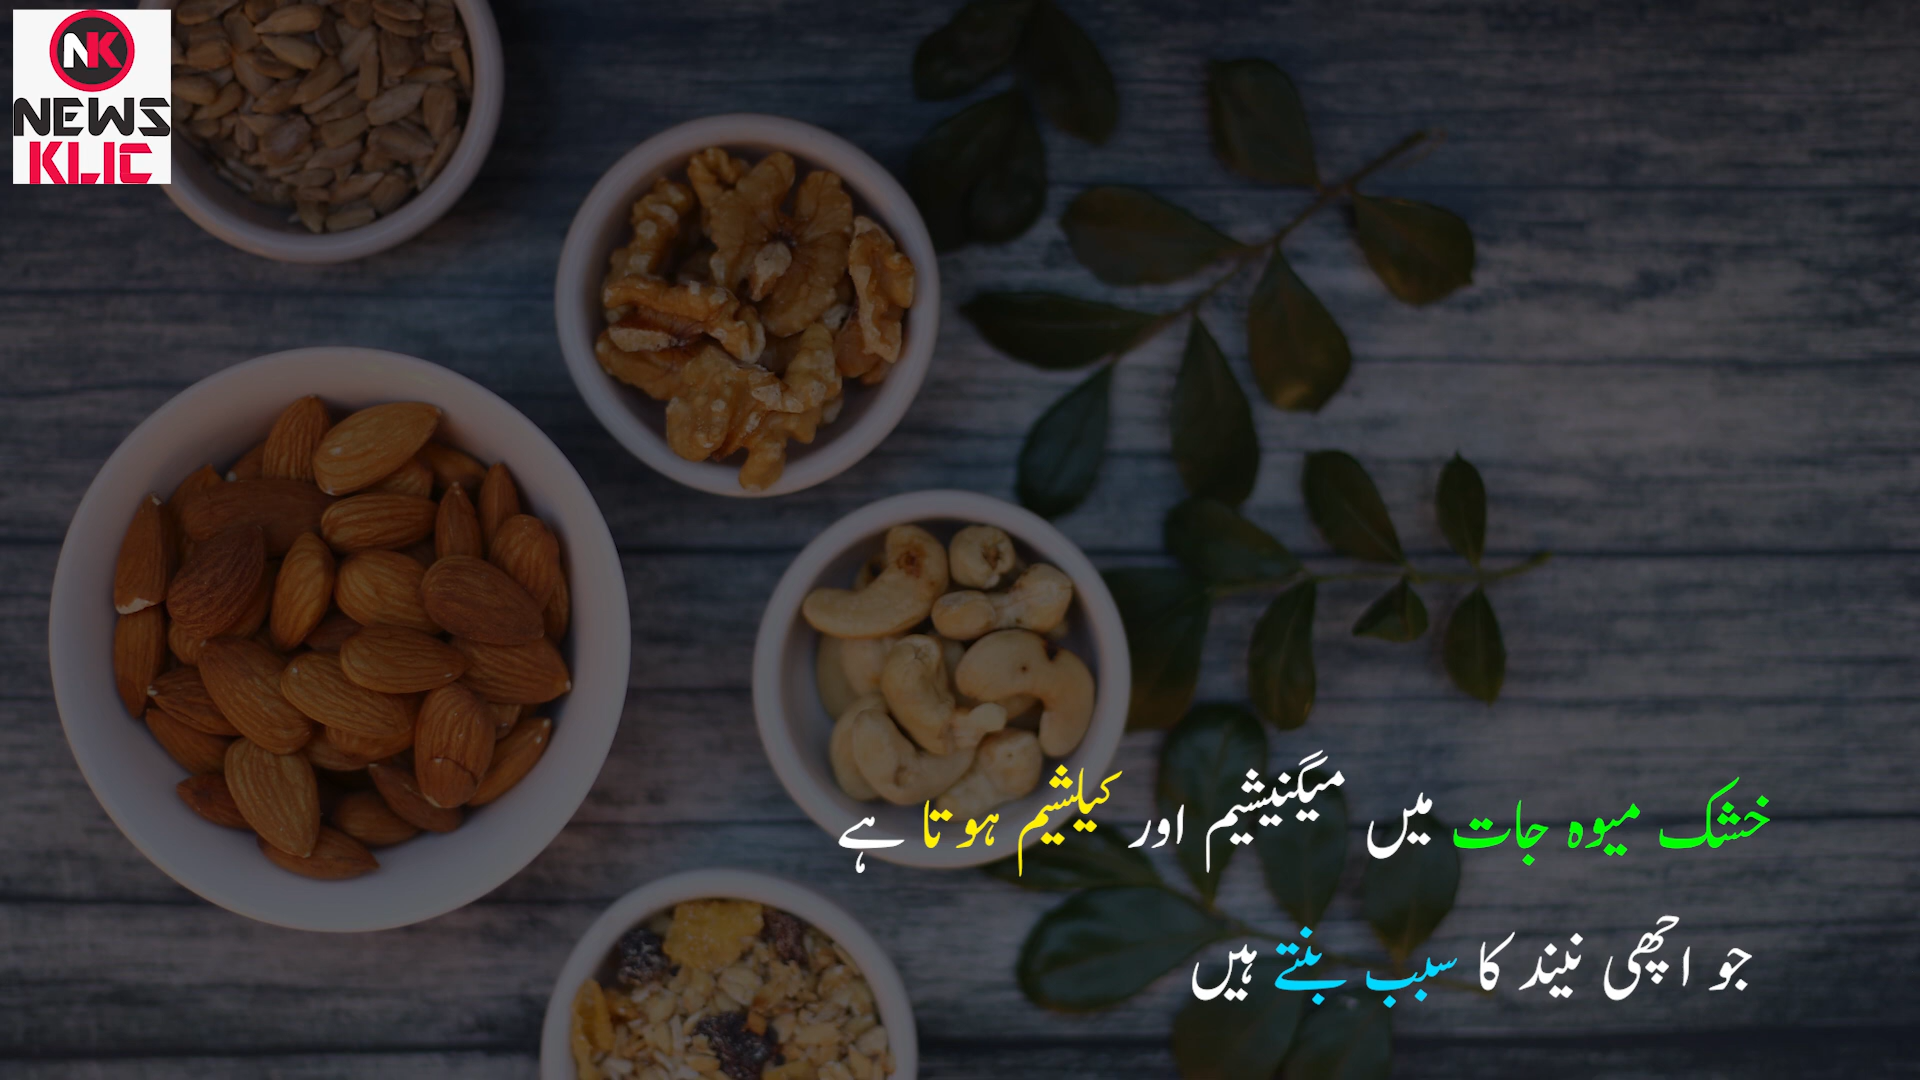 NK
NEWS
KLIC
خشک میوہ جات میں میگنیشیم اور کیلشیم ہوتا ہے
جو اچھی نیند کا سبب بنتے ہیں